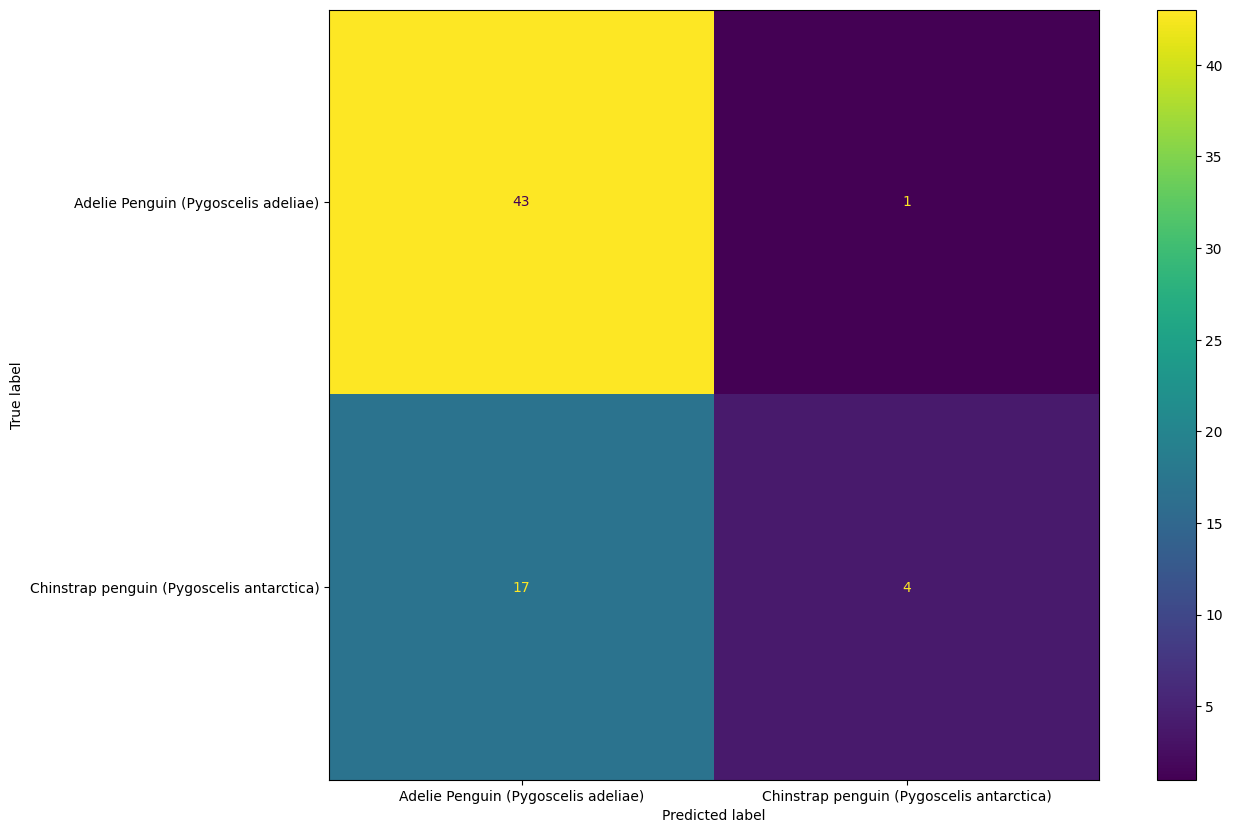 True label
Adelie Penguin (Pygoscelis adeliae)
Chinstrap penguin (Pygoscelis antarctica)
43
1
17
4
Adelie Penguin (Pygoscelis adeliae)
Chinstrap penguin (Pygoscelis antarctica)
Predicted label
40
35
30
25
20
15
10
5